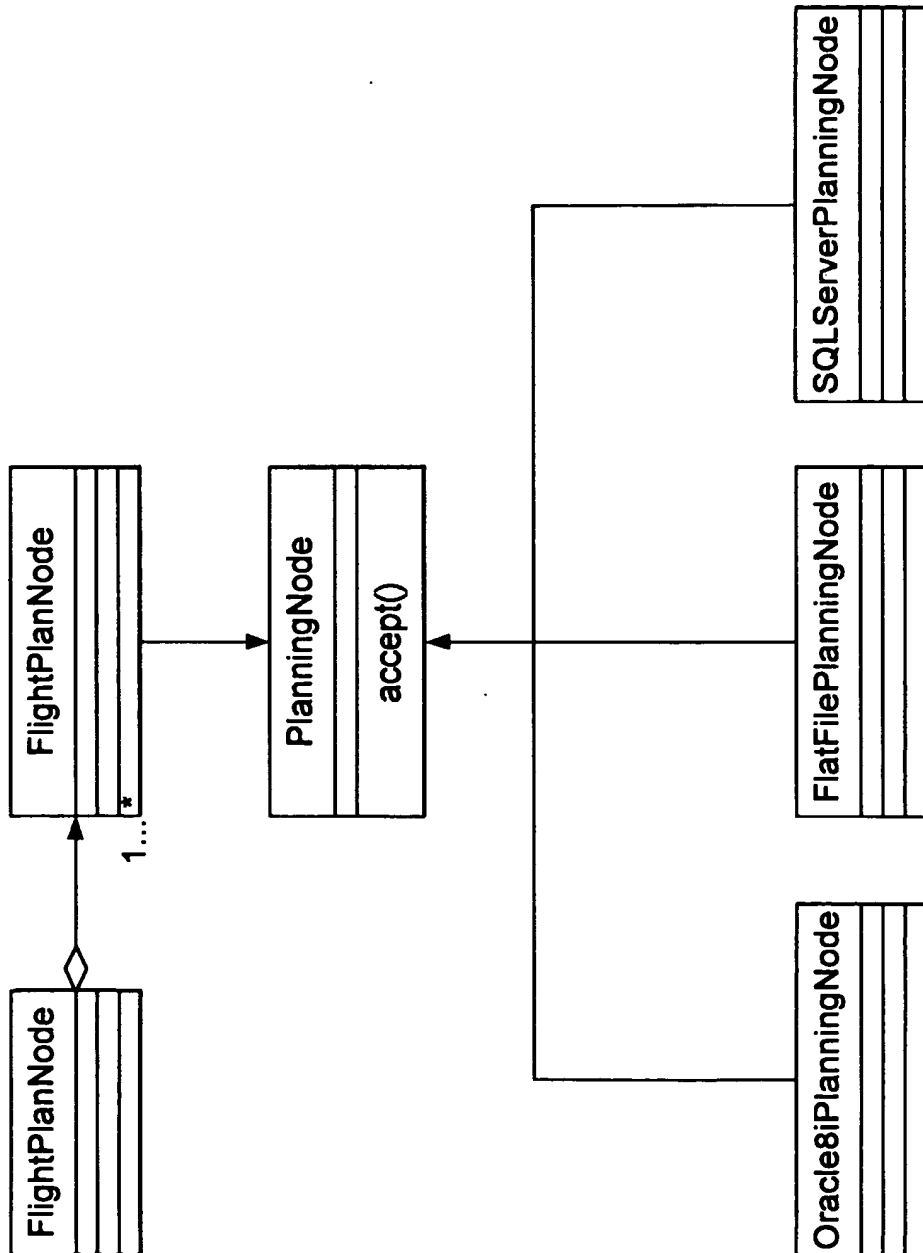 FlightPlanNode
FlightPlanNode
1...*
PlanningNode
accept()
Oracle8iPlanningNode
FlatFilePlanningNode
SQLServerPlanningNode